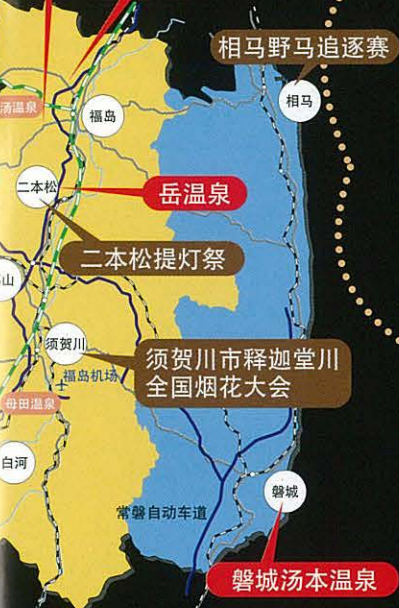 相马野马追逐赛
相马
汤温泉
福岛
二本松
岳温泉
二本松提灯祭
山
须贺川
须贺川市释迦堂川
全国烟花大会
福岛机场
母田温泉
白河
磐城
常磐自动车道
磐城汤本温泉